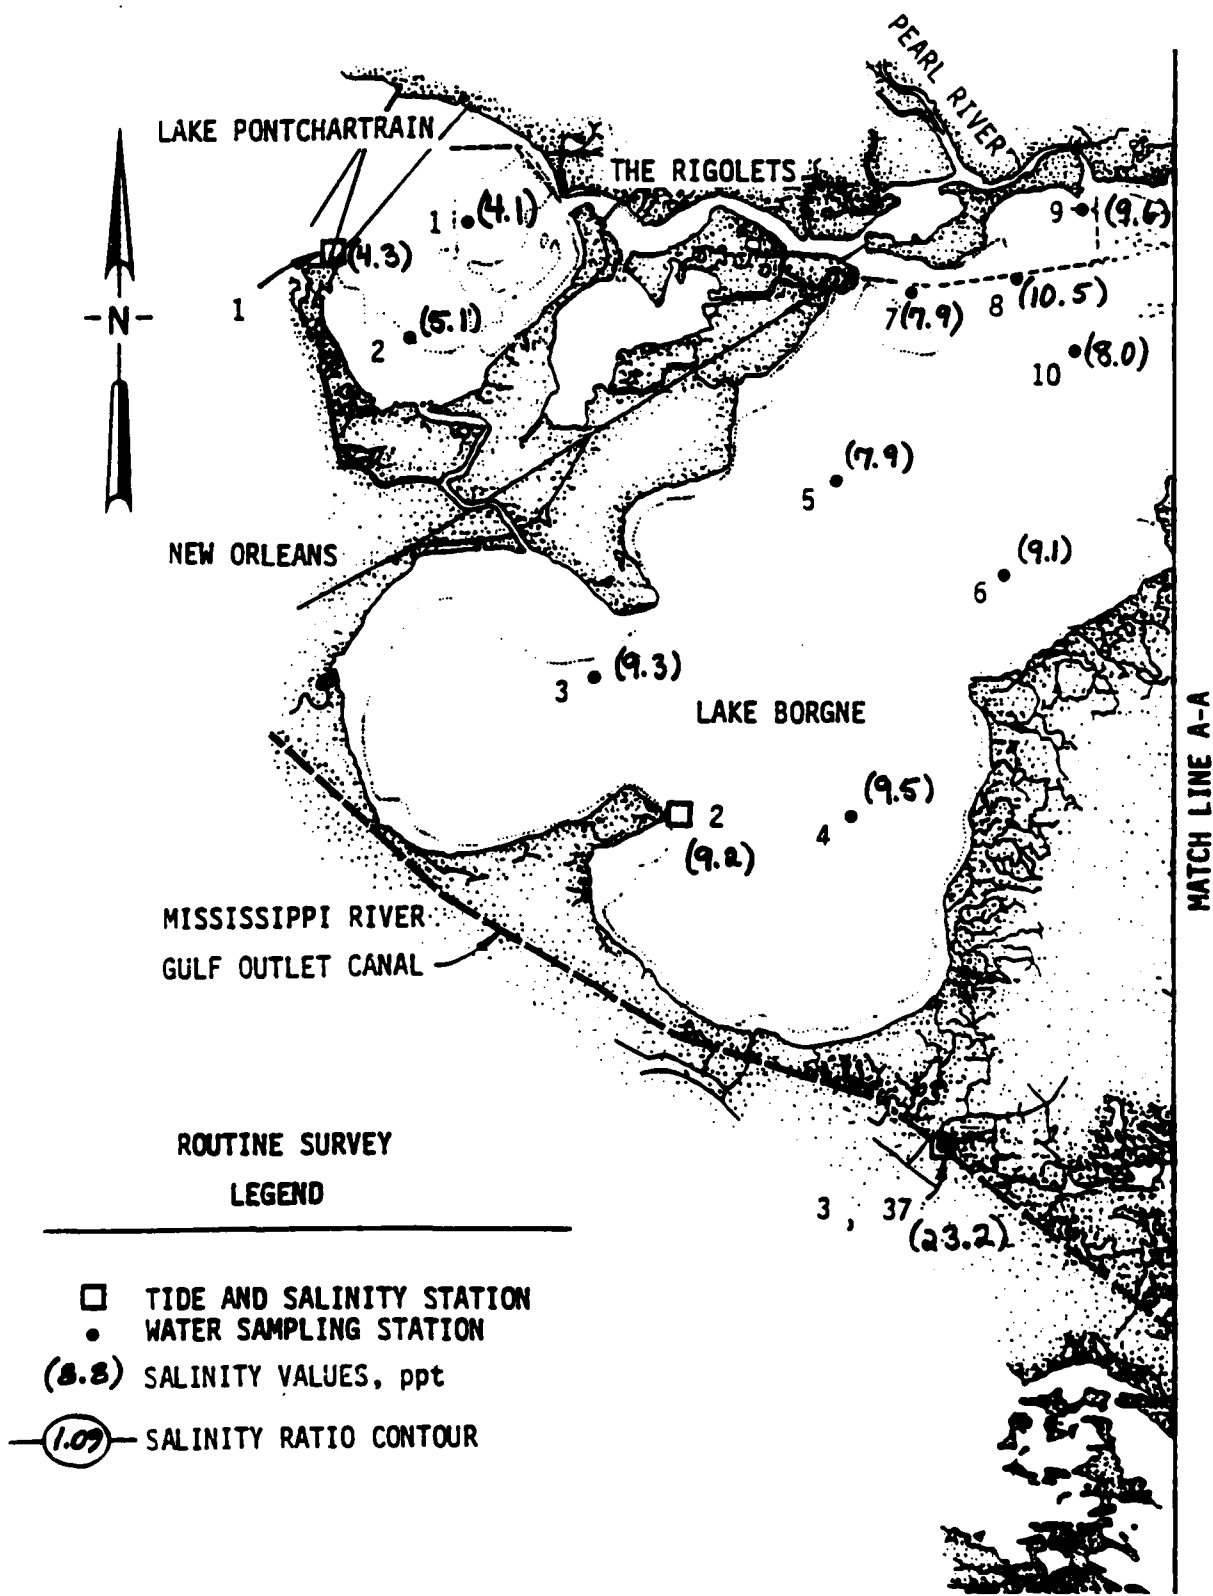 PEARL RIVER
LAKE PONTCHARTRAIN
THE RIGOLETS
1 (4.1)
9 (9.6)
(4.3)
1
-N-
2 (5.1)
7 (7.9)
8 (10.5)
10 (8.0)
(7.9)
5
NEW ORLEANS
(9.1)
6
3 (9.3)
LAKE BORGNE
MATCH LINE A-A
(9.5)
4
2
(9.2)
MISSISSIPPI RIVER
GULF OUTLET CANAL
ROUTINE SURVEY
LEGEND
3 , 37
(23.2)
TIDE AND SALINITY STATION
WATER SAMPLING STATION
(8.8) SALINITY VALUES, ppt
1.09 SALINITY RATIO CONTOUR